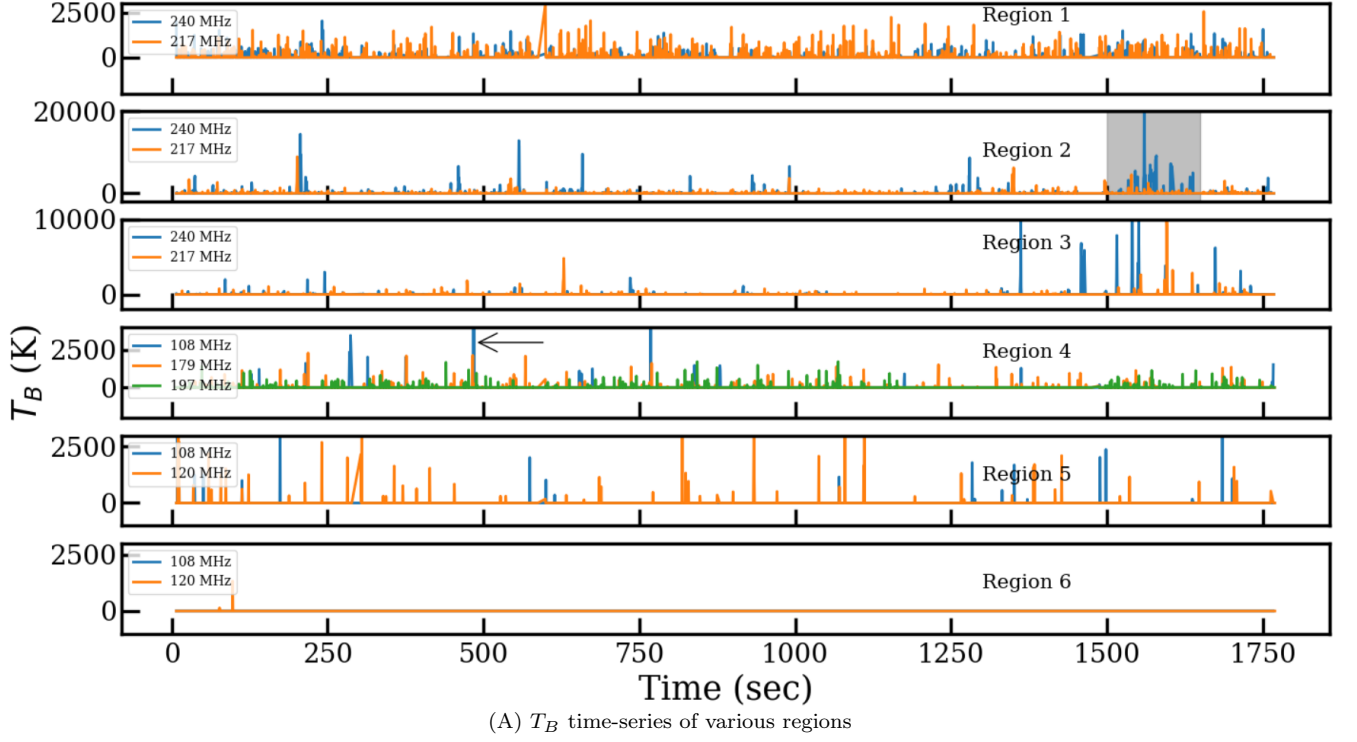 2500
0
240 MHz
217 MHz
Region 1
20000
0
240 MHz
217 MHz
Region 2
10000
0
240 MHz
217 MHz
Region 3
2500
0
108 MHz
179 MHz
197 MHz
Region 4
2500
0
108 MHz
120 MHz
Region 5
2500
0
108 MHz
120 MHz
Region 6
T_B (K)
0 250 500 750 1000 1250 1500 1750
Time (sec)
(A) T_B time-series of various regions